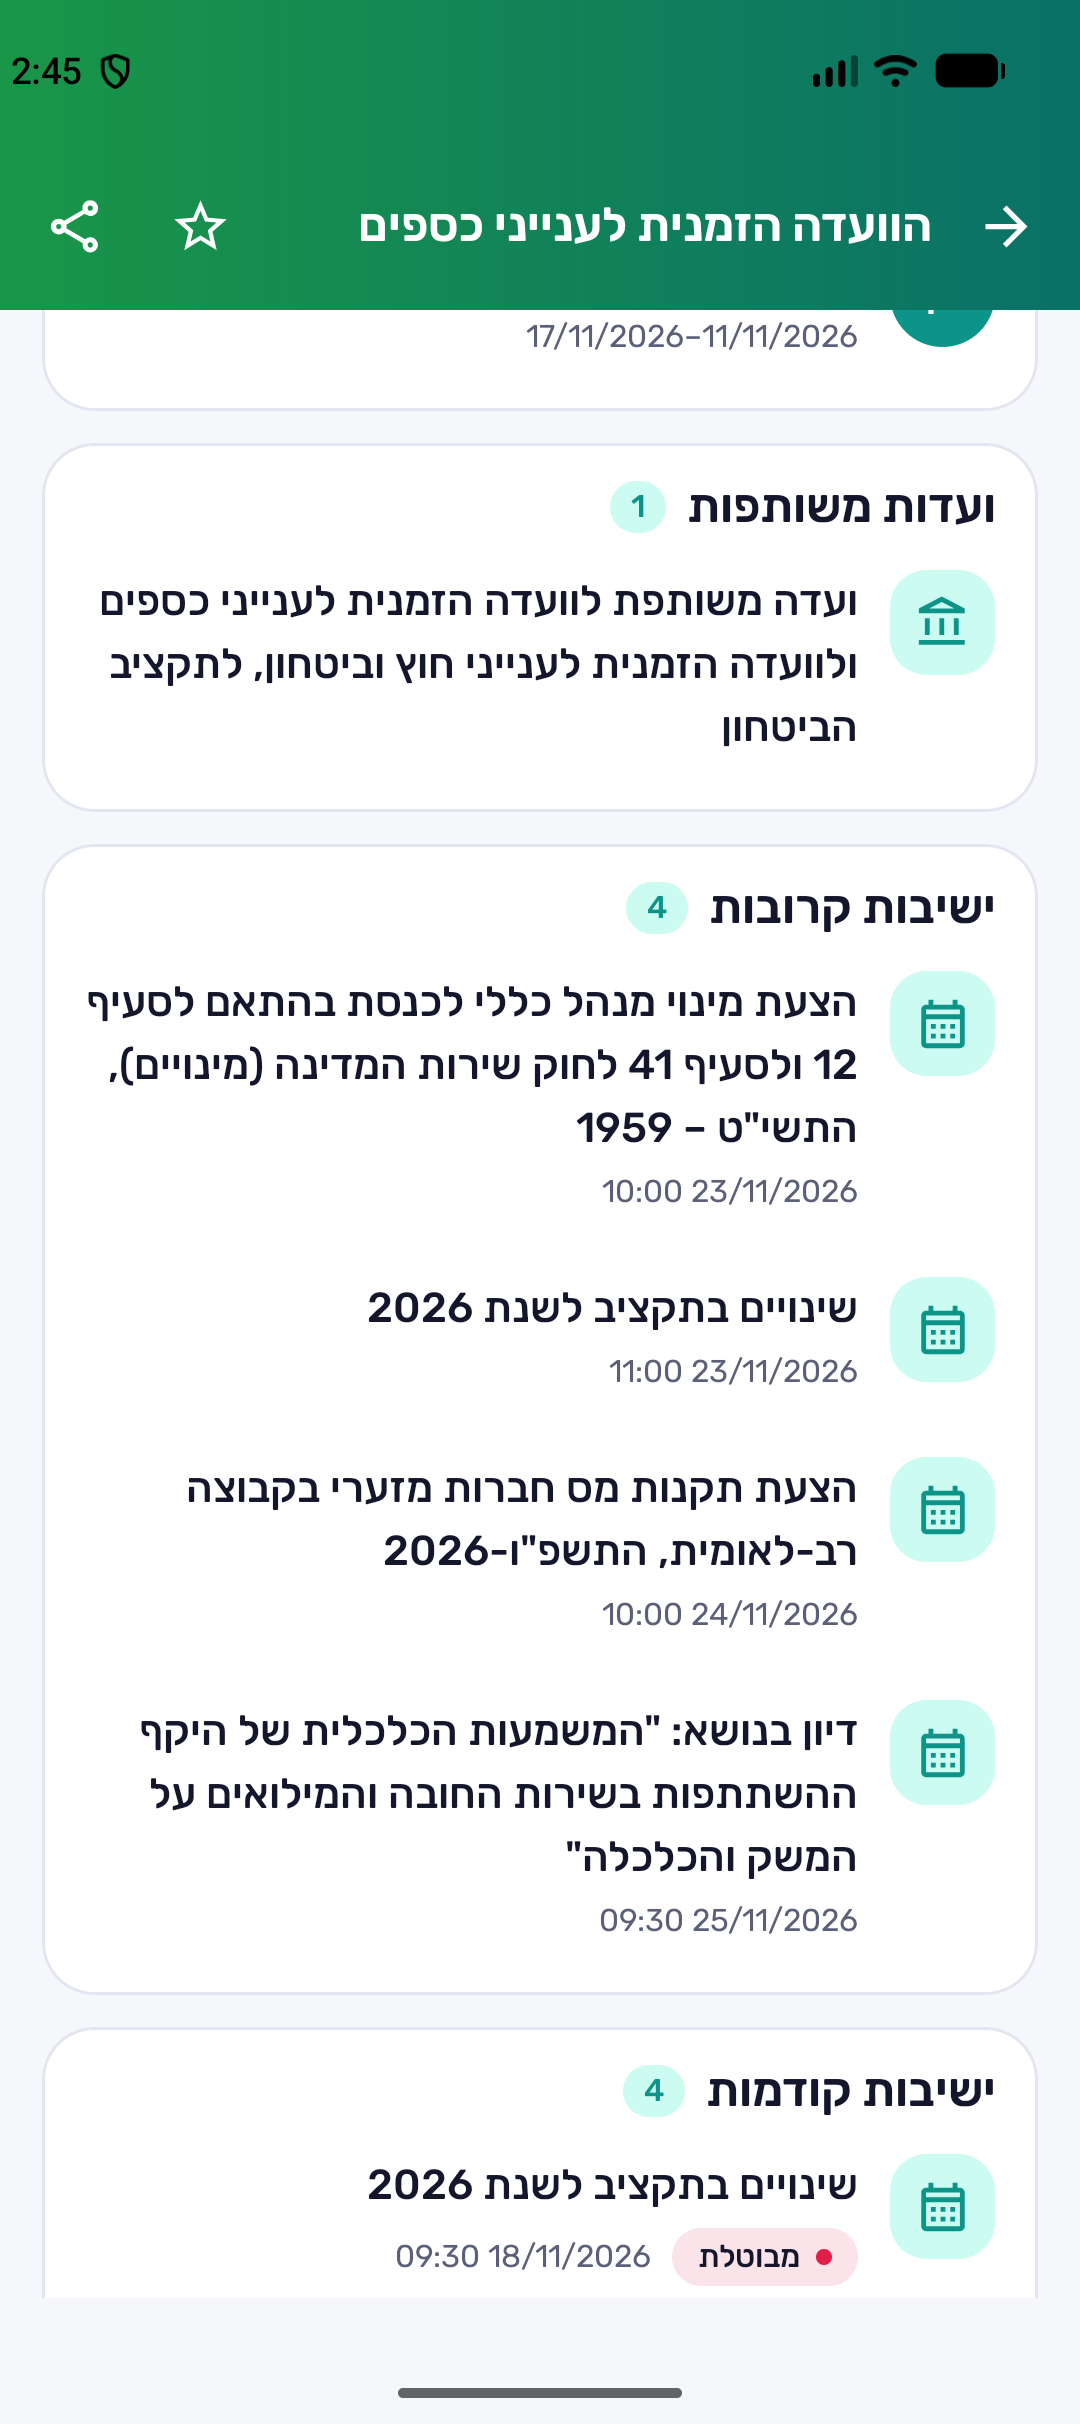 2:45
הוועדה הזמנית לענייני כספים
11/11/2026–17/11/2026
ועדות משותפות 1
ועדה משותפת לוועדה הזמנית לענייני כספים
ולוועדה הזמנית לענייני חוץ וביטחון, לתקציב
הביטחון
ישיבות קרובות 4
הצעת מינוי מנהל כללי לכנסת בהתאם לסעיף
12 ולסעיף 41 לחוק שירות המדינה (מינויים),
התשי"ט – 1959
23/11/2026 10:00
שינויים בתקציב לשנת 2026
23/11/2026 11:00
הצעת תקנות מס חברות מזערי בקבוצה
רב-לאומית, התשפ"ו-2026
24/11/2026 10:00
דיון בנושא: "המשמעות הכלכלית של היקף
ההשתתפות בשירות החובה והמילואים על
המשק והכלכלה"
25/11/2026 09:30
ישיבות קודמות 4
שינויים בתקציב לשנת 2026
מבוטלת 18/11/2026 09:30